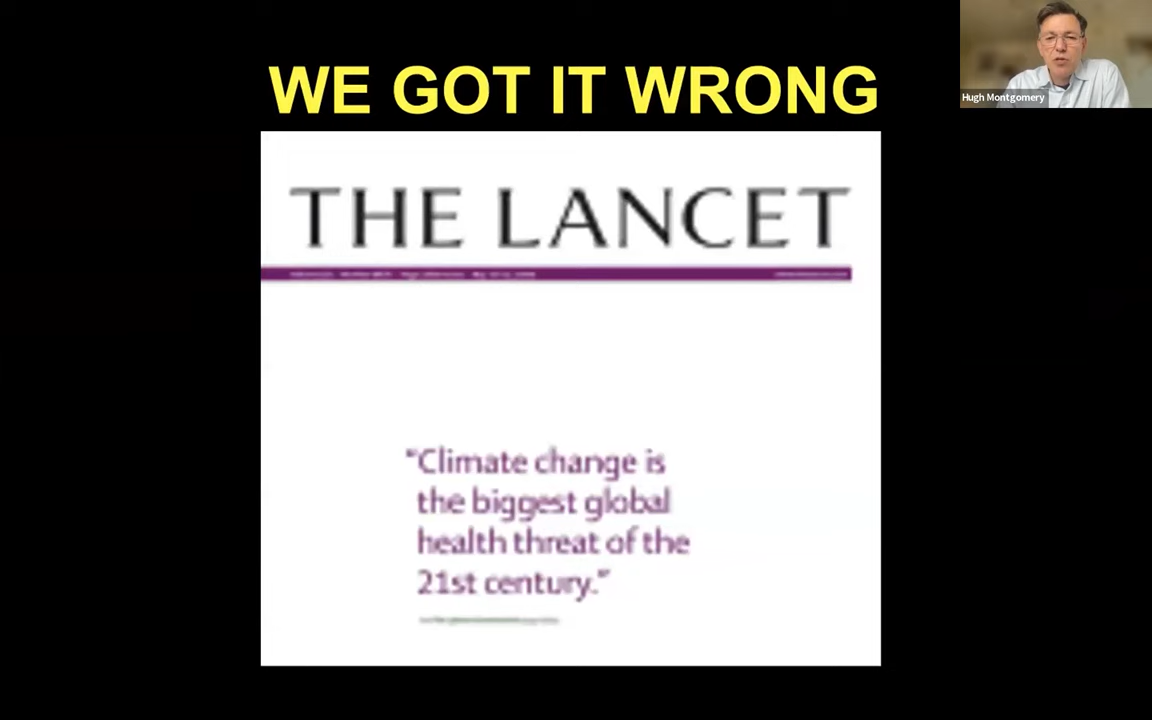 WE GOT IT WRONG
Hugh Montgomery
THE LANCET
"Climate change is
the biggest global
health threat of the
21st century."